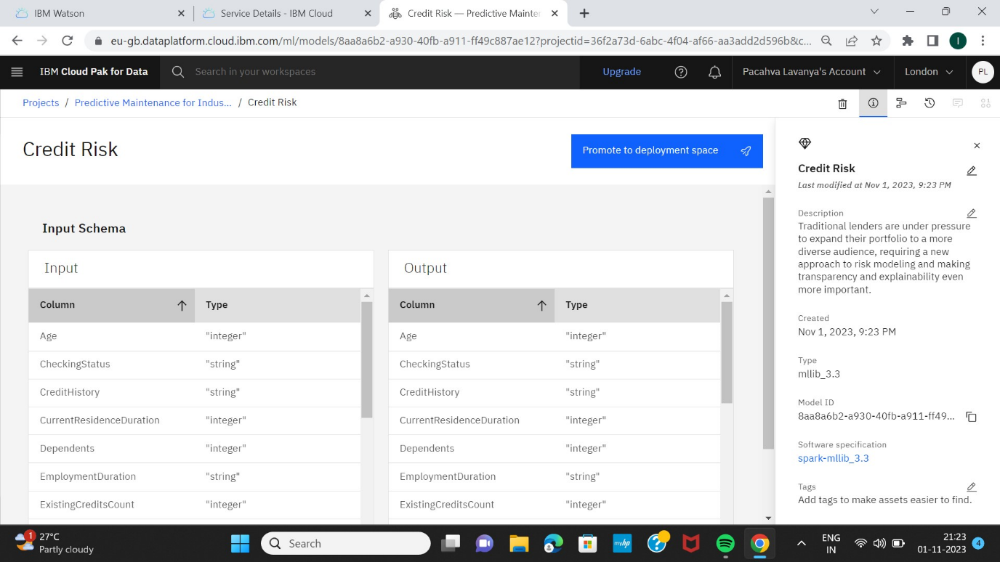 IBM Watson
Service Details - IBM Cloud
Credit Risk — Predictive Mainte
eu-gb.dataplatform.cloud.ibm.com/ml/models/8aa8a6b2-a930-40fb-a911-ff49c887ae12?projectid=36f2a73d-6abc-4f04-af66-aa3add2d596b&c...
I
IBM Cloud Pak for Data
Search in your workspaces
Upgrade
Pacahva Lavanya's Account
London
PL
Projects / Predictive Maintenance for Indus... / Credit Risk
Credit Risk
Promote to deployment space
Input Schema
Input
Column Type
Age "integer"
CheckingStatus "string"
CreditHistory "string"
CurrentResidenceDuration "integer"
Dependents "integer"
EmploymentDuration "string"
ExistingCreditsCount "integer"
Output
Column Type
Age "integer"
CheckingStatus "string"
CreditHistory "string"
CurrentResidenceDuration "integer"
Dependents "integer"
EmploymentDuration "string"
ExistingCreditsCount "integer"
Credit Risk
Last modified at Nov 1, 2023, 9:23 PM
Description
Traditional lenders are under pressure
to expand their portfolio to a more
diverse audience, requiring a new
approach to risk modeling and making
transparency and explainability even
more important.
Created
Nov 1, 2023, 9:23 PM
Type
mllib_3.3
Model ID
8aa8a6b2-a930-40fb-a911-ff49...
Software specification
spark-mllib_3.3
Tags
Add tags to make assets easier to find.
1
27°C
Partly cloudy
Search
myhp
ENG
IN
21:23
01-11-2023
4